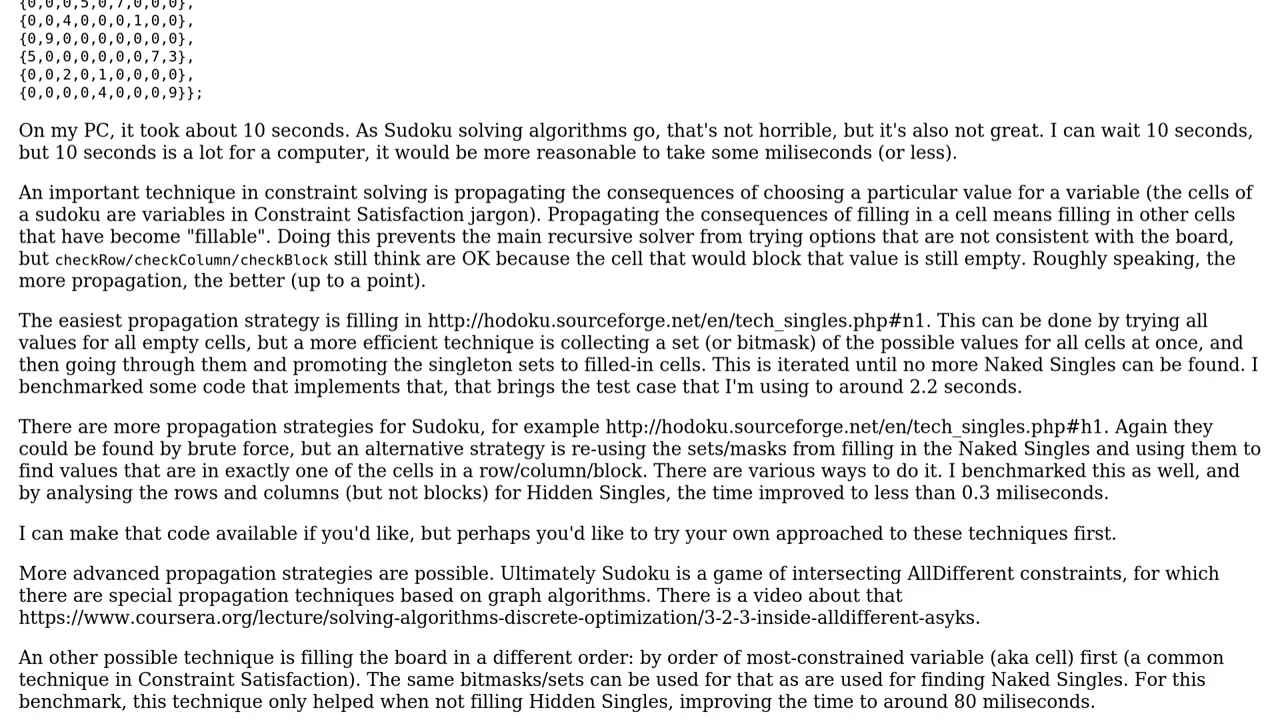 {0,0,0,5,0,7,0,0,0},
{0,0,4,0,0,0,1,0,0},
{0,9,0,0,0,0,0,0,0},
{5,0,0,0,0,0,0,7,3},
{0,0,2,0,1,0,0,0,0},
{0,0,0,0,4,0,0,0,9}};
On my PC, it took about 10 seconds. As Sudoku solving algorithms go, that's not horrible, but it's also not great. I can wait 10 seconds,
but 10 seconds is a lot for a computer, it would be more reasonable to take some miliseconds (or less).
An important technique in constraint solving is propagating the consequences of choosing a particular value for a variable (the cells of
a sudoku are variables in Constraint Satisfaction jargon). Propagating the consequences of filling in a cell means filling in other cells
that have become "fillable". Doing this prevents the main recursive solver from trying options that are not consistent with the board,
but checkRow/checkColumn/checkBlock still think are OK because the cell that would block that value is still empty. Roughly speaking, the
more propagation, the better (up to a point).
The easiest propagation strategy is filling in http://hodoku.sourceforge.net/en/tech_singles.php#n1. This can be done by trying all
values for all empty cells, but a more efficient technique is collecting a set (or bitmask) of the possible values for all cells at once, and
then going through them and promoting the singleton sets to filled-in cells. This is iterated until no more Naked Singles can be found. I
benchmarked some code that implements that, that brings the test case that I'm using to around 2.2 seconds.
There are more propagation strategies for Sudoku, for example http://hodoku.sourceforge.net/en/tech_singles.php#h1. Again they
could be found by brute force, but an alternative strategy is re-using the sets/masks from filling in the Naked Singles and using them to
find values that are in exactly one of the cells in a row/column/block. There are various ways to do it. I benchmarked this as well, and
by analysing the rows and columns (but not blocks) for Hidden Singles, the time improved to less than 0.3 miliseconds.
I can make that code available if you'd like, but perhaps you'd like to try your own approached to these techniques first.
More advanced propagation strategies are possible. Ultimately Sudoku is a game of intersecting AllDifferent constraints, for which
there are special propagation techniques based on graph algorithms. There is a video about that
https://www.coursera.org/lecture/solving-algorithms-discrete-optimization/3-2-3-inside-alldifferent-asyks.
An other possible technique is filling the board in a different order: by order of most-constrained variable (aka cell) first (a common
technique in Constraint Satisfaction). The same bitmasks/sets can be used for that as are used for finding Naked Singles. For this
benchmark, this technique only helped when not filling Hidden Singles, improving the time to around 80 miliseconds.